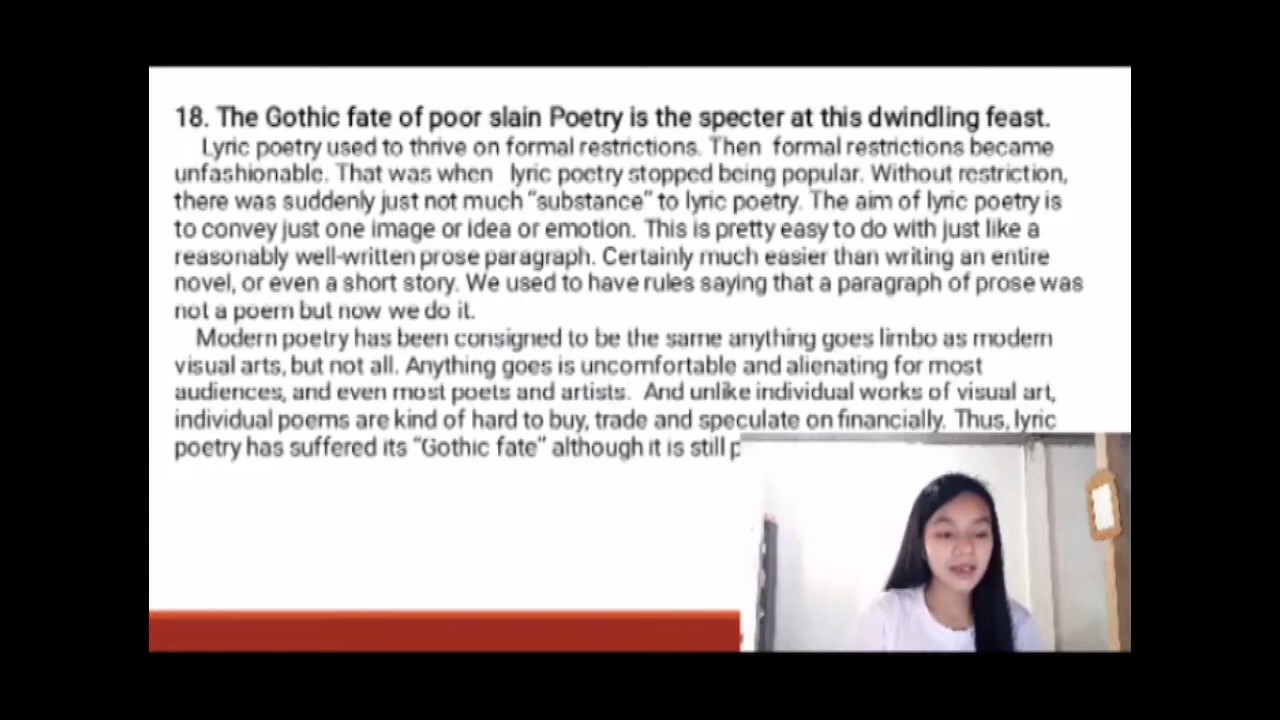 18. The Gothic fate of poor slain Poetry is the specter at this dwindling feast.
Lyric poetry used to thrive on formal restrictions. Then formal restrictions became
unfashionable. That was when lyric poetry stopped being popular. Without restriction,
there was suddenly just not much “substance” to lyric poetry. The aim of lyric poetry is
to convey just one image or idea or emotion. This is pretty easy to do with just like a
reasonably well-written prose paragraph. Certainly much easier than writing an entire
novel, or even a short story. We used to have rules saying that a paragraph of prose was
not a poem but now we do it.
Modern poetry has been consigned to be the same anything goes limbo as modern
visual arts, but not all. Anything goes is uncomfortable and alienating for most
audiences, and even most poets and artists. And unlike individual works of visual art,
individual poems are kind of hard to buy, trade and speculate on financially. Thus, lyric
poetry has suffered its “Gothic fate” although it is still